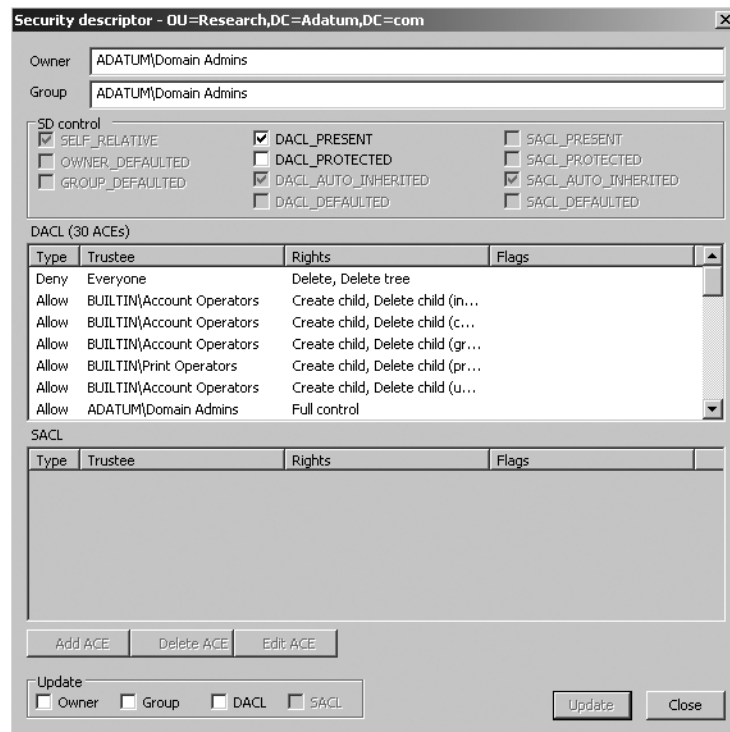 Security descriptor - OU=Research,DC=Adatum,DC=com
Owner ADATUM\Domain Admins
Group ADATUM\Domain Admins
SD control
SELF_RELATIVE DACL_PRESENT SACL_PRESENT
OWNER_DEFAULTED DACL_PROTECTED SACL_PROTECTED
GROUP_DEFAULTED DACL_AUTO_INHERITED SACL_AUTO_INHERITED
DACL_DEFAULTED SACL_DEFAULTED
DACL (30 ACEs)
Type Trustee Rights Flags
Deny Everyone Delete, Delete tree
Allow BUILTIN\Account Operators Create child, Delete child (in...
Allow BUILTIN\Account Operators Create child, Delete child (c...
Allow BUILTIN\Account Operators Create child, Delete child (gr...
Allow BUILTIN\Print Operators Create child, Delete child (pr...
Allow BUILTIN\Account Operators Create child, Delete child (u...
Allow ADATUM\Domain Admins Full control
SACL
Type Trustee Rights Flags
Add ACE Delete ACE Edit ACE
Update
Owner Group DACL SACL Update Close